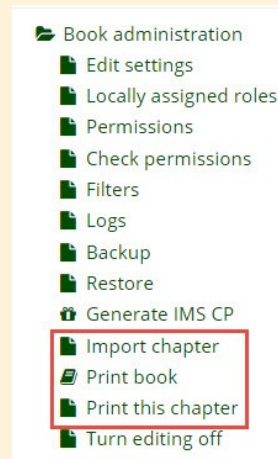 Book administration
Edit settings
Locally assigned roles
Permissions
Check permissions
Filters
Logs
Backup
Restore
Generate IMS CP
Import chapter
Print book
Print this chapter
Turn editing off